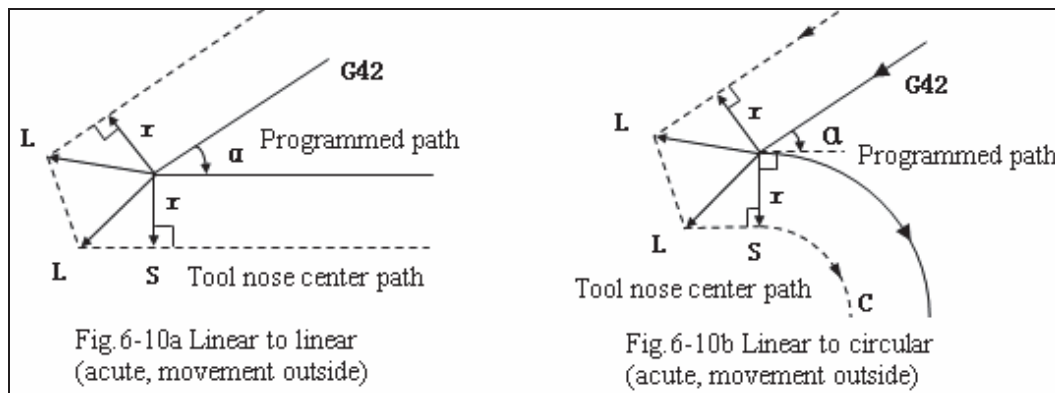 G42
L
r
α
Programmed path
r
L
S
Tool nose center path
Fig.6-10a Linear to linear
(acute, movement outside)
G42
L
r
α
Programmed path
r
L
S
Tool nose center path
C
Fig.6-10b Linear to circular
(acute, movement outside)